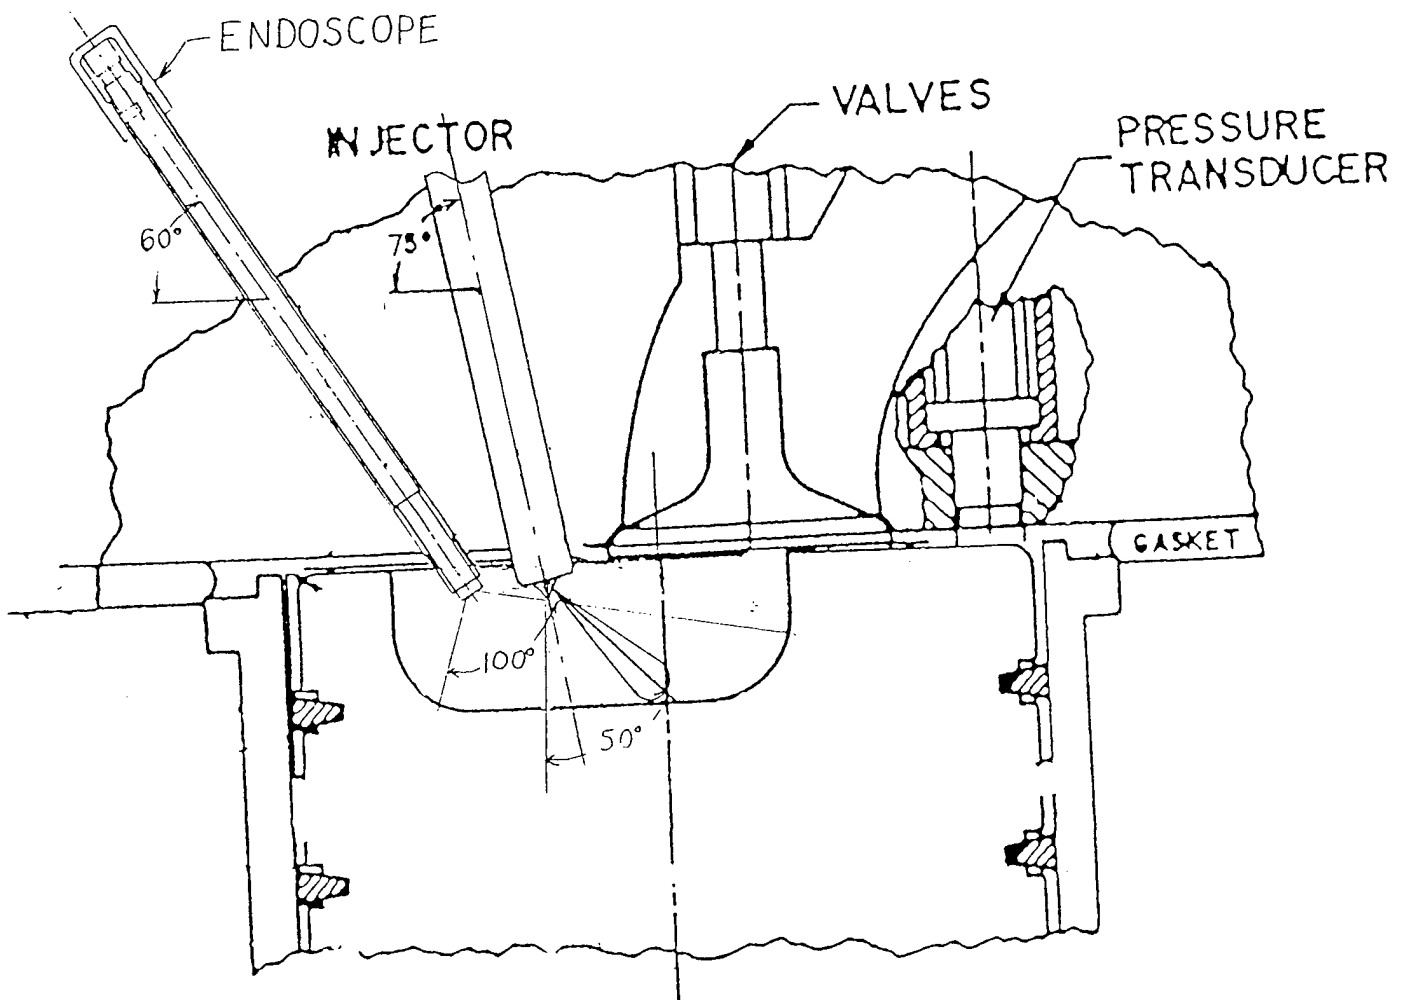 ENDOSCOPE
INJECTOR
VALVES
PRESSURE
TRANSDUCER
60°
75°
GASKET
100°
50°